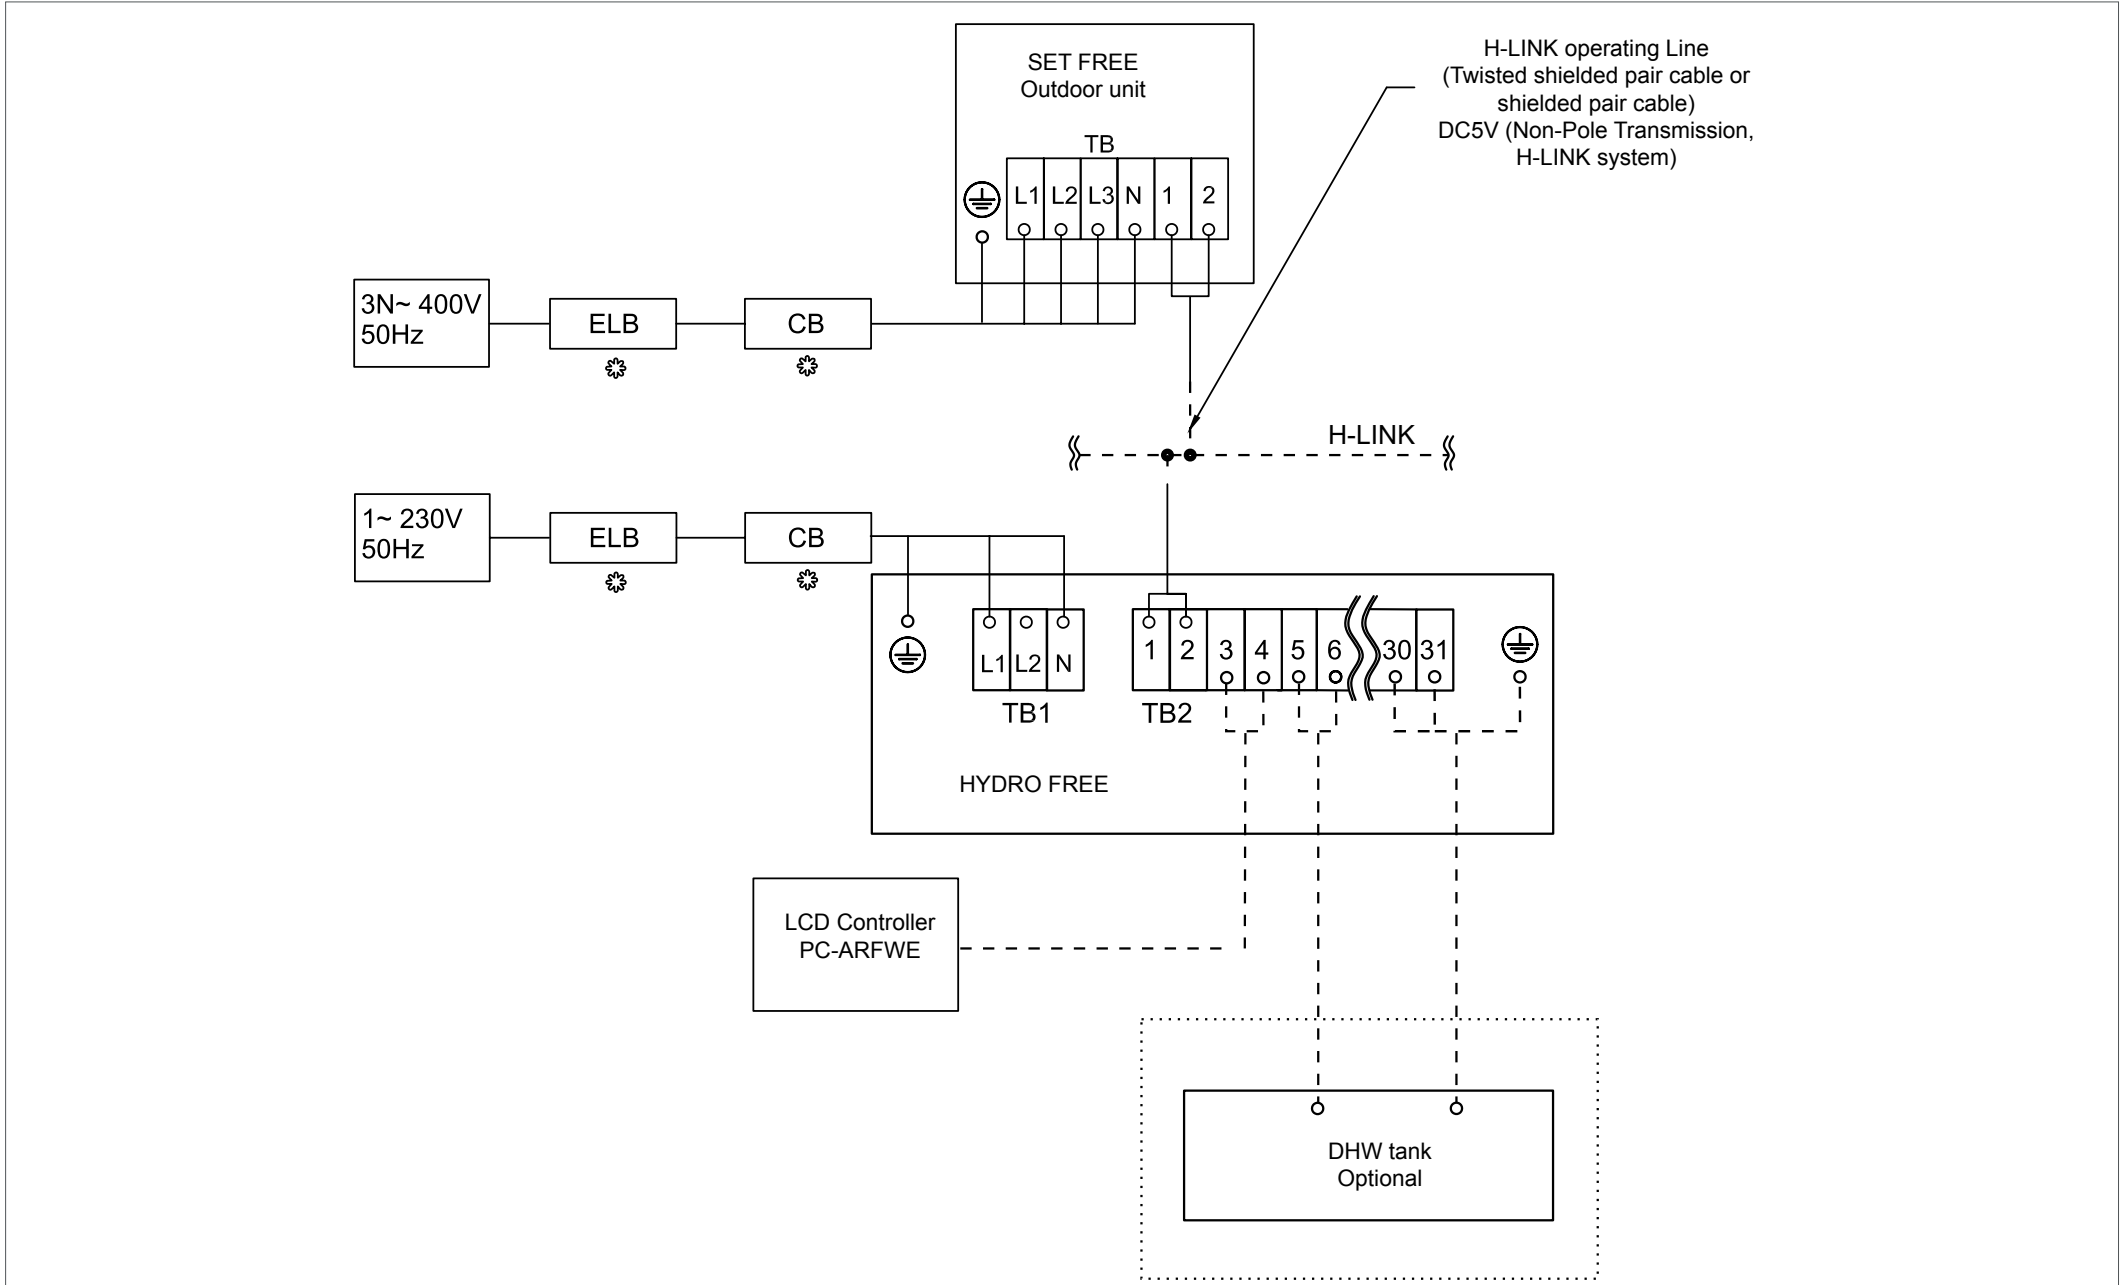 SET FREE
Outdoor unit
TB
L1 L2 L3 N 1 2
H-LINK operating Line
(Twisted shielded pair cable or
shielded pair cable)
DC5V (Non-Pole Transmission,
H-LINK system)
3N~ 400V
50Hz
ELB
CB
H-LINK
1~ 230V
50Hz
ELB
CB
L1 L2 N
TB1
1 2 3 4 5 6 30 31
TB2
HYDRO FREE
LCD Controller
PC-ARFWE
DHW tank
Optional